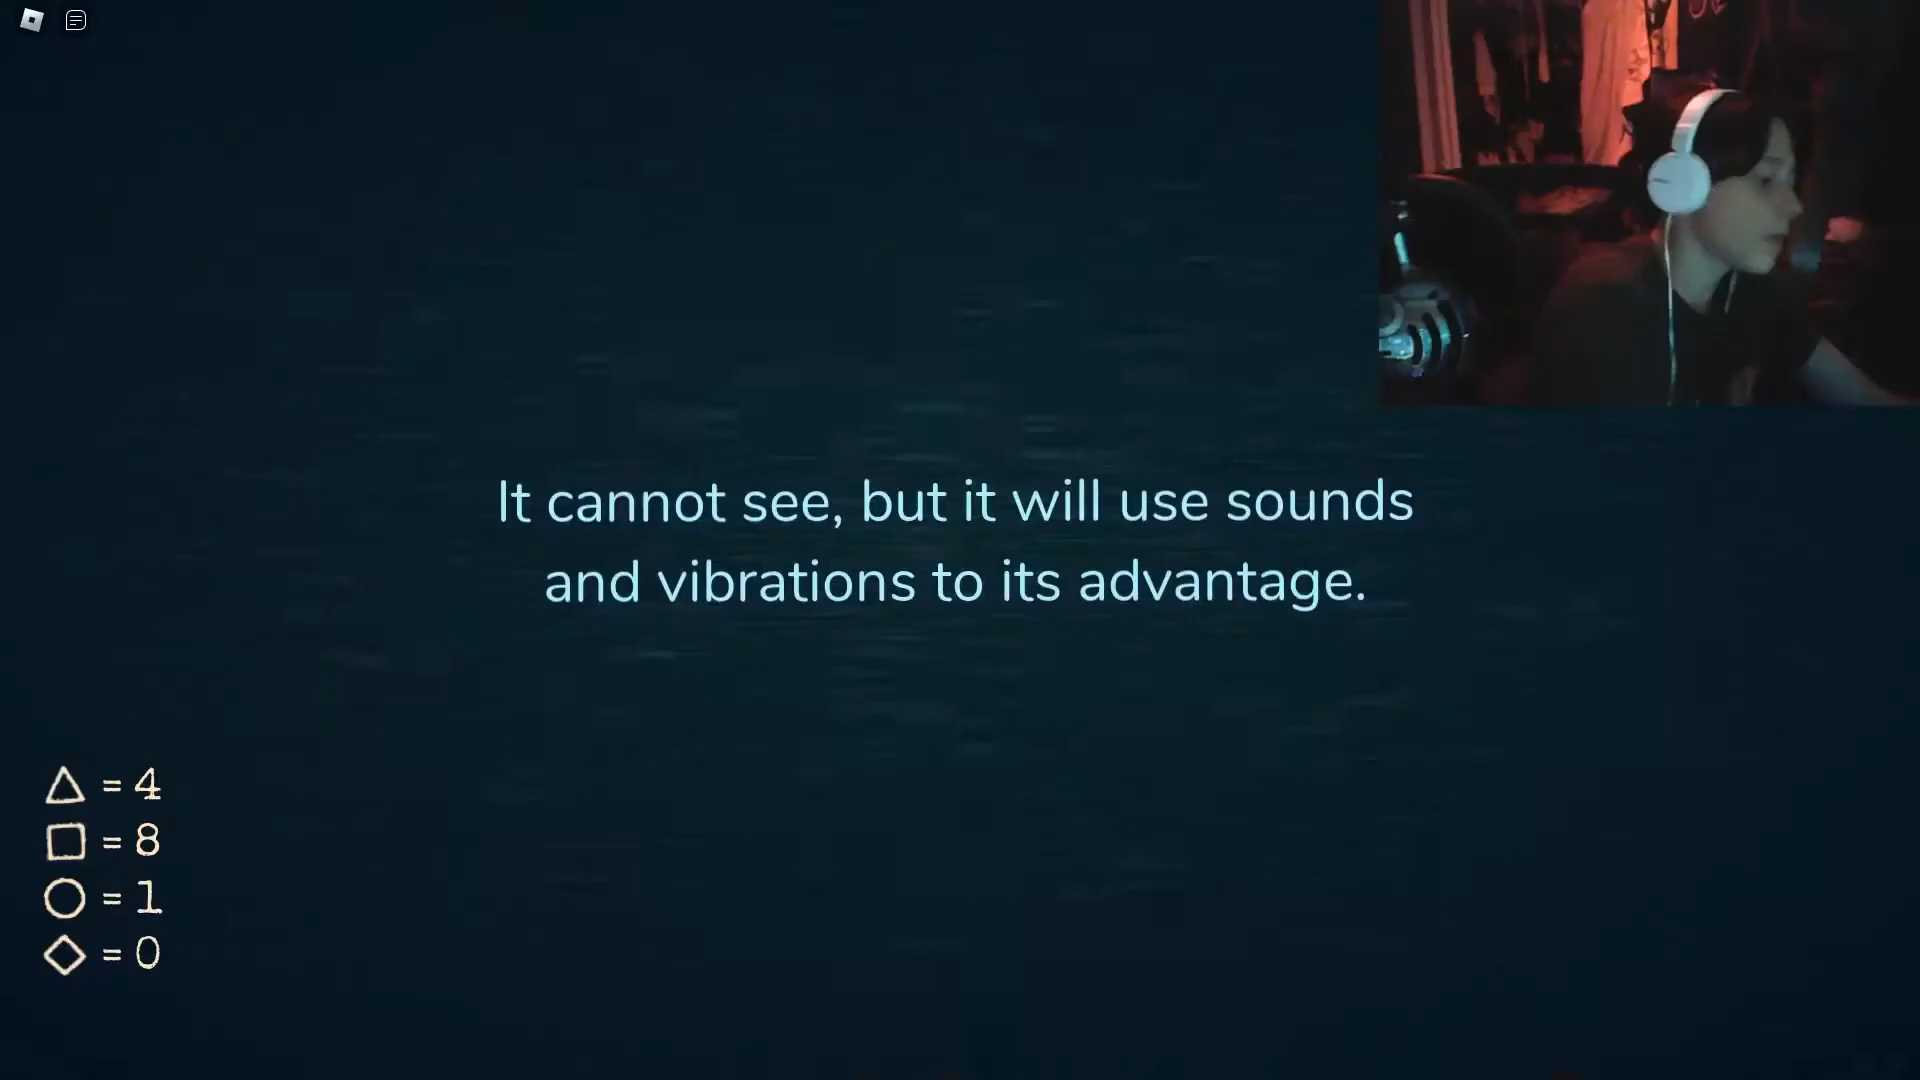 It cannot see, but it will use sounds
and vibrations to its advantage.
△ = 4
□ = 8
○ = 1
◇ = 0